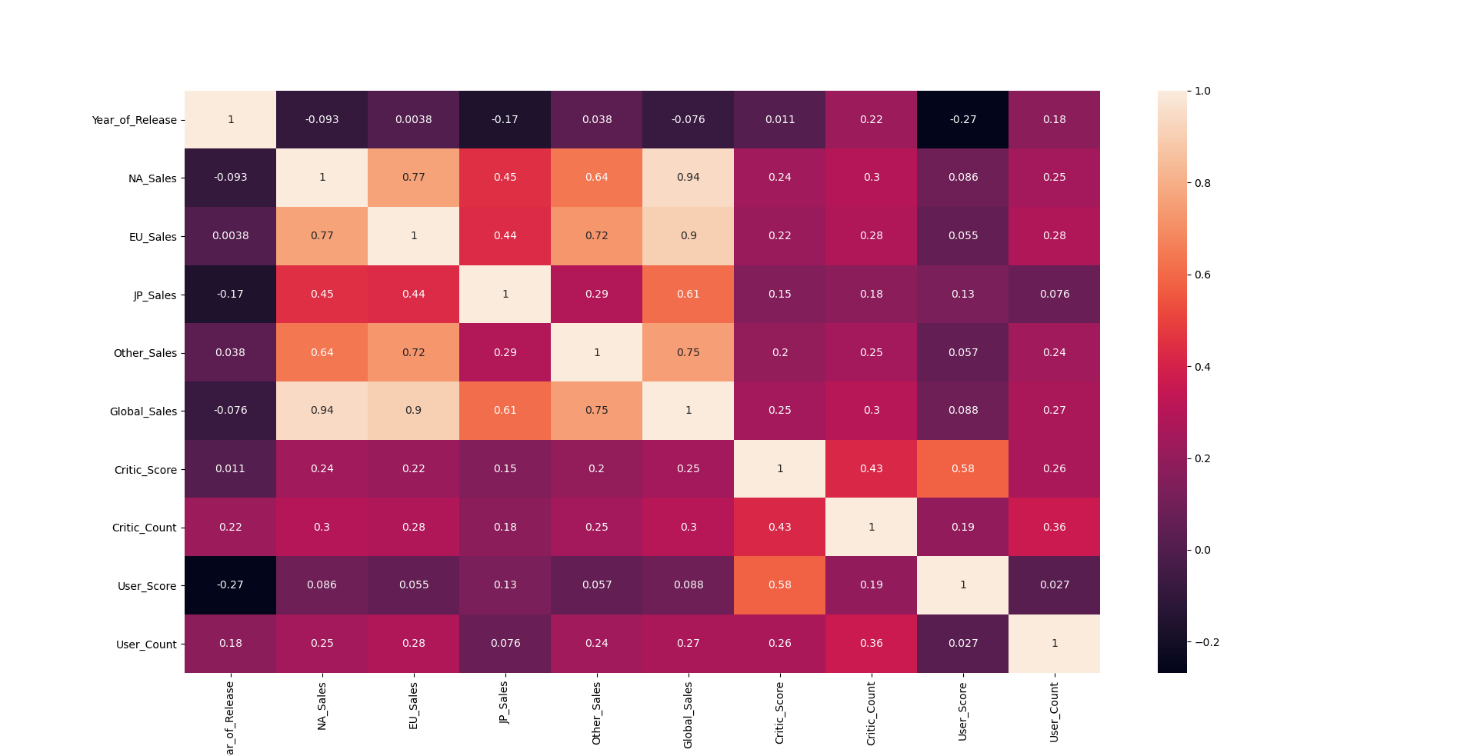 1.0
Year_of_Release 1 -0.093 0.0038 -0.17 0.038 -0.076 0.011 0.22 -0.27 0.18
0.8
NA_Sales -0.093 1 0.77 0.45 0.64 0.94 0.24 0.3 0.086 0.25
EU_Sales 0.0038 0.77 1 0.44 0.72 0.9 0.22 0.28 0.055 0.28
0.6
JP_Sales -0.17 0.45 0.44 1 0.29 0.61 0.15 0.18 0.13 0.076
Other_Sales 0.038 0.64 0.72 0.29 1 0.75 0.2 0.25 0.057 0.24
0.4
Global_Sales -0.076 0.94 0.9 0.61 0.75 1 0.25 0.3 0.088 0.27
0.2
Critic_Score 0.011 0.24 0.22 0.15 0.2 0.25 1 0.43 0.58 0.26
Critic_Count 0.22 0.3 0.28 0.18 0.25 0.3 0.43 1 0.19 0.36
0.0
User_Score -0.27 0.086 0.055 0.13 0.057 0.088 0.58 0.19 1 0.027
User_Count 0.18 0.25 0.28 0.076 0.24 0.27 0.26 0.36 0.027 1
−0.2
ar_of_Release NA_Sales EU_Sales JP_Sales Other_Sales Global_Sales Critic_Score Critic_Count User_Score User_Count